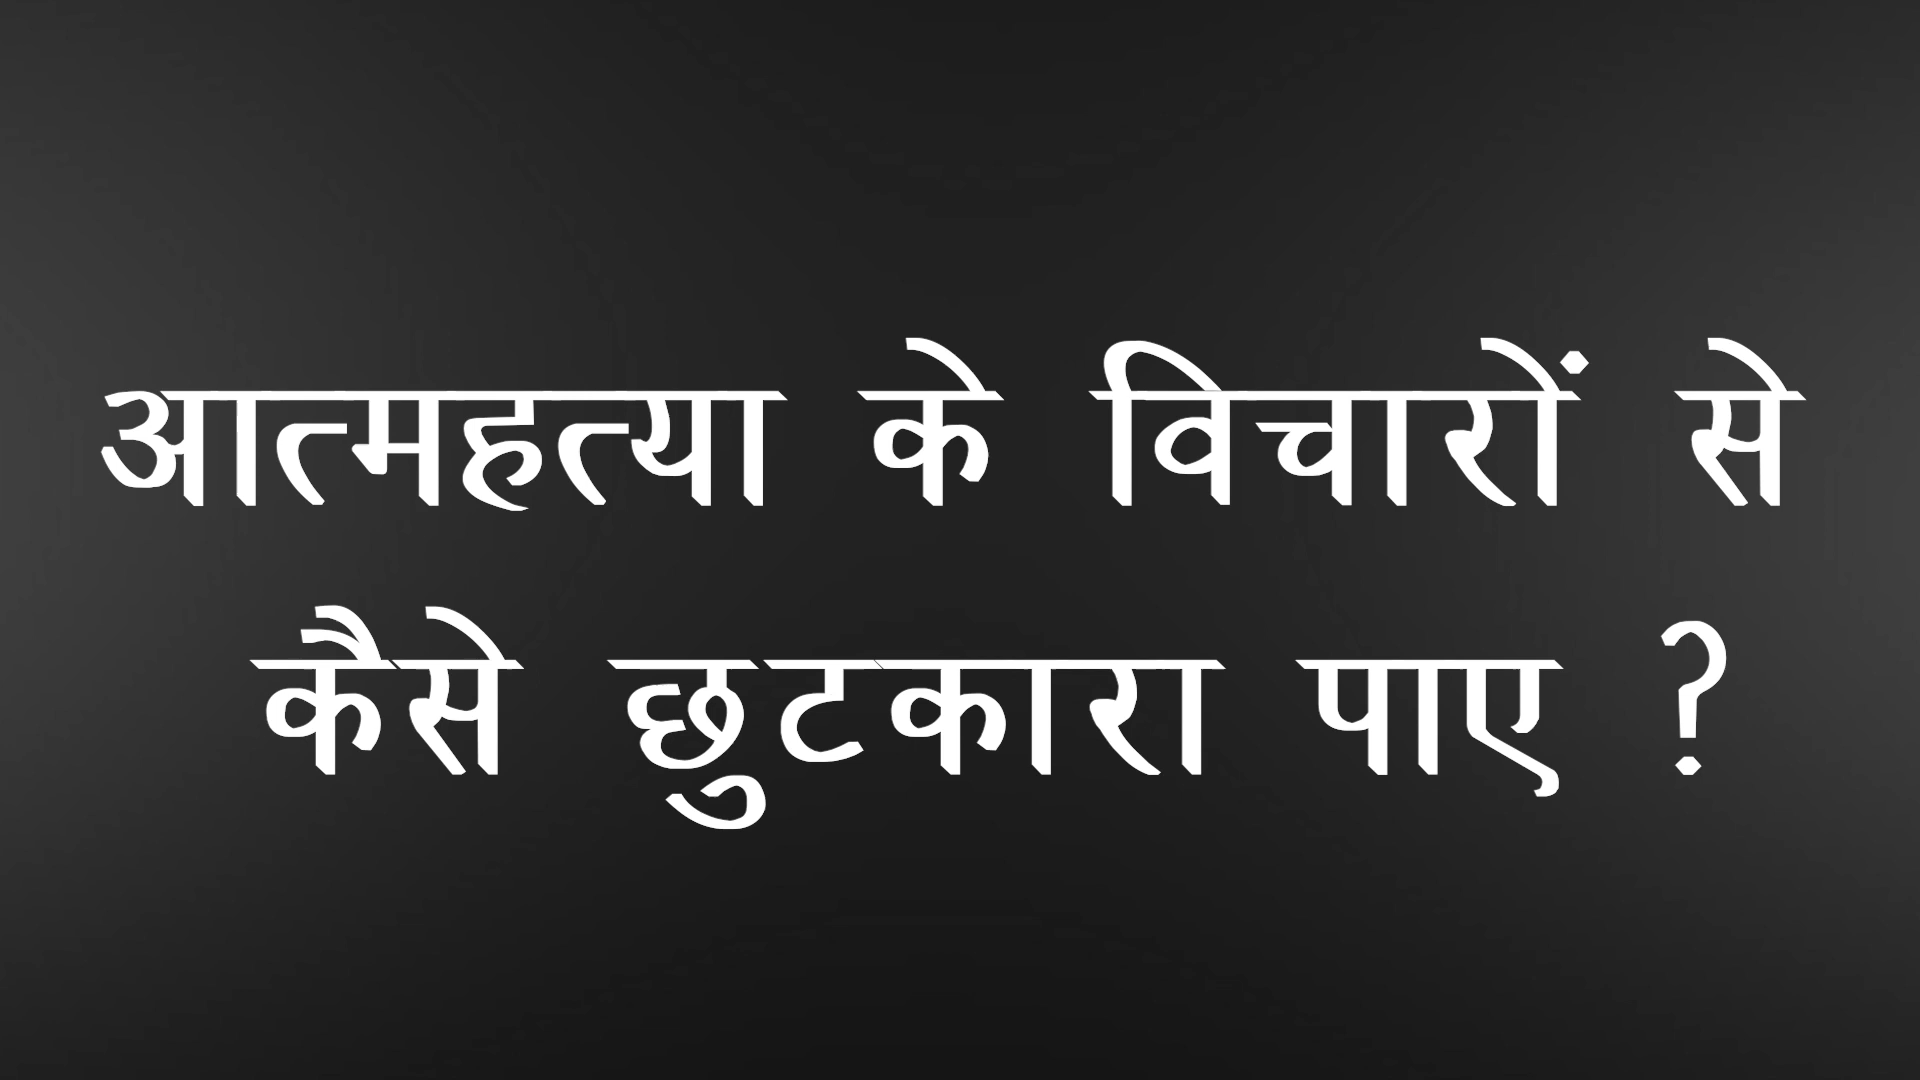 आत्महत्या के विचारों से
कैसे छुटकारा पाए ?